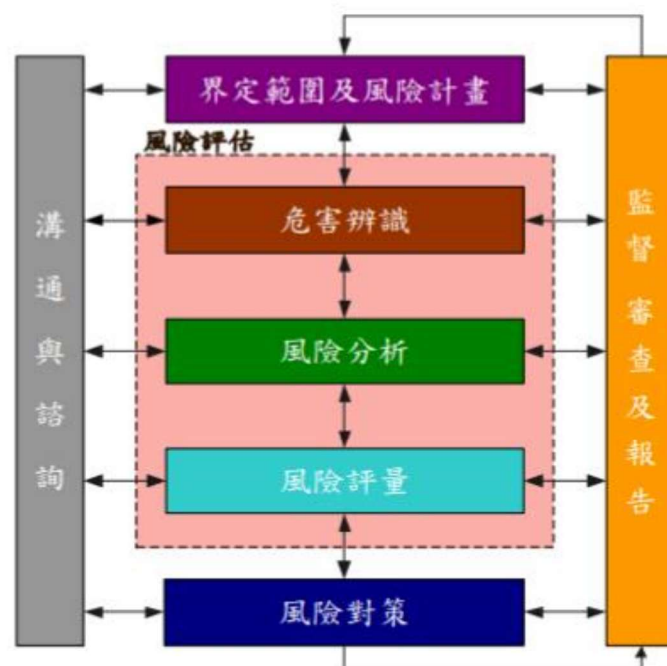 界定範圍及風險計畫
風險評估
危害辨識
風險分析
風險評量
風險對策
溝通與諮詢
監督審查及報告